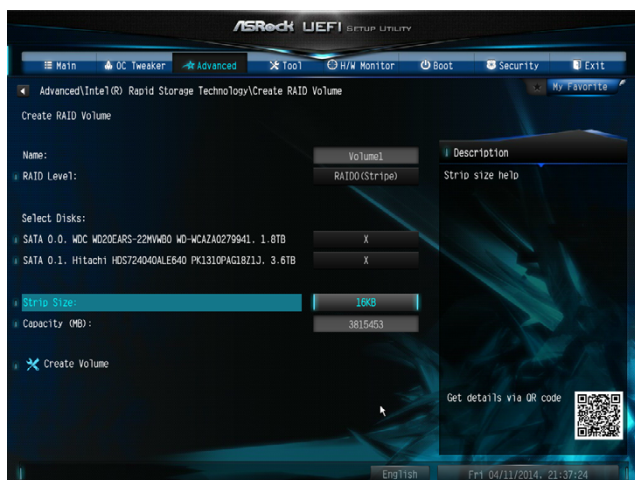 ASRock UEFI SETUP UTILITY
Main OC Tweaker Advanced Tool H/W Monitor Boot Security Exit
Advanced\Intel(R) Rapid Storage Technology\Create RAID Volume
My Favorite
Create RAID Volume
Name: Volume1
RAID Level: RAID0(Stripe)
Select Disks:
SATA 0.0. WDC WD20EARS-22MVWB0 WD-WCAZA0279941. 1.8TB X
SATA 0.1. Hitachi HDS724040ALE640 PK1310PAG18Z1J. 3.6TB X
Strip Size: 16KB
Capacity (MB): 3815453
Create Volume
Description
Strip size help
Get details via QR code
English
Fri 04/11/2014. 21:37:24